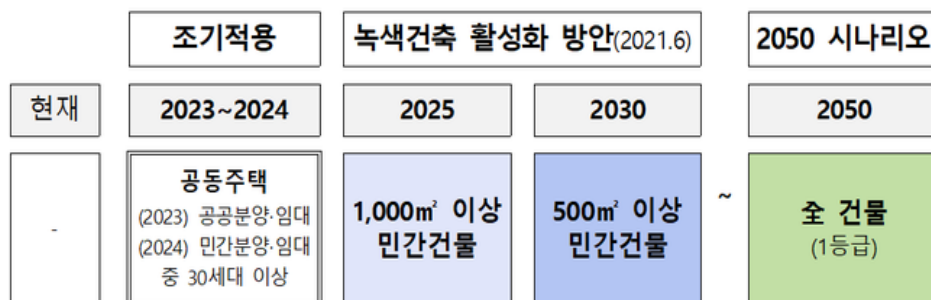 조기적용
녹색건축 활성화 방안(2021.6)
2050 시나리오
현재
2023~2024
2025
2030
2050
-
공동주택
(2023) 공공분양·임대
(2024) 민간분양·임대
중 30세대 이상
1,000㎡ 이상
민간건물
500㎡ 이상
민간건물
~
全 건물
(1등급)